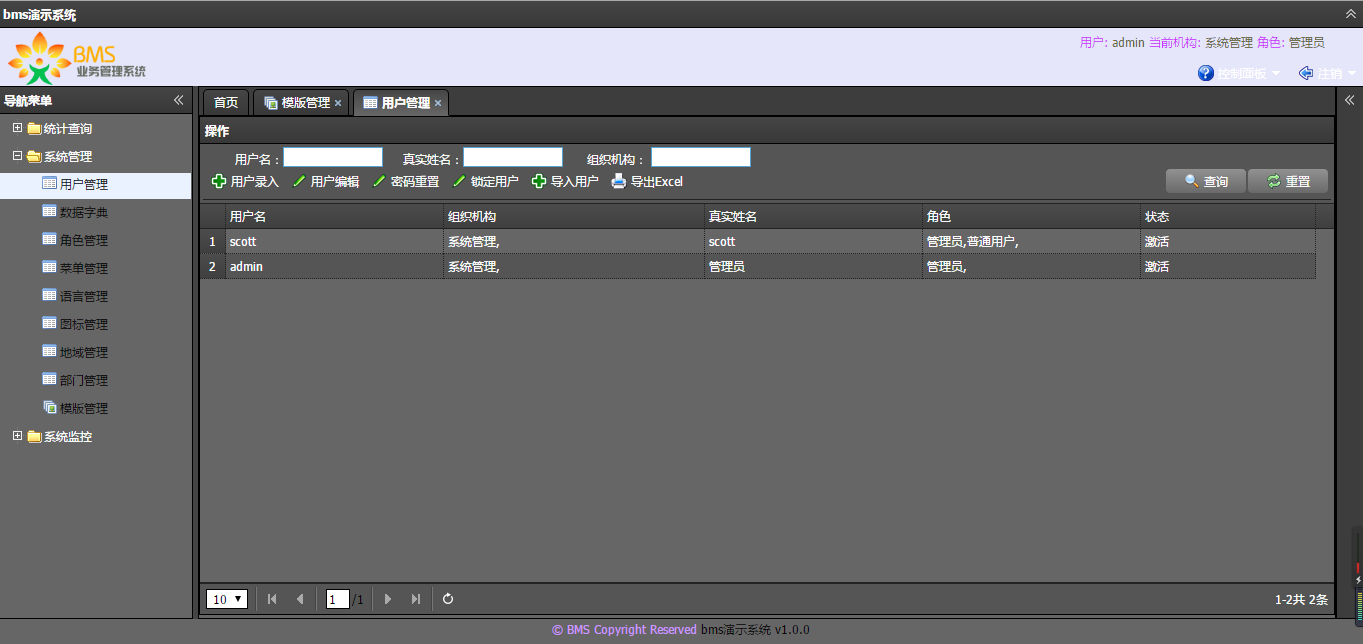 bms演示系统
BMS
业务管理系统
用户: admin 当前机构: 系统管理 角色: 管理员
控制面板 注销
导航菜单
统计查询
系统管理
用户管理
数据字典
角色管理
菜单管理
语言管理
图标管理
地域管理
部门管理
模版管理
系统监控
首页 模版管理 用户管理
操作
用户名： 真实姓名： 组织机构：
用户录入 用户编辑 密码重置 锁定用户 导入用户 导出Excel
查询 重置
用户名 组织机构 真实姓名 角色 状态
1 scott 系统管理, scott 管理员,普通用户, 激活
2 admin 系统管理, 管理员 管理员, 激活
10 1 /1
1-2共 2条
© BMS Copyright Reserved bms演示系统 v1.0.0